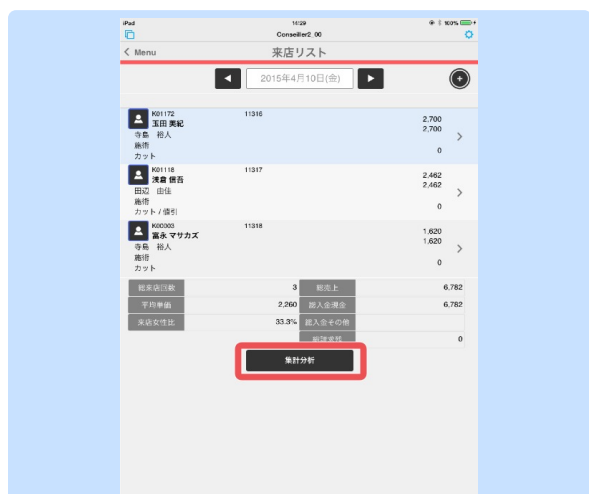 iPad 14:29 100%
Conseiller2_00
< Menu 来店リスト
2015年4月10日(金)
K01172 11316 2,700
玉田 英紀 2,700
寺島 裕人
施術 0
カット
K01118 11317 2,462
浅倉 信吾 2,462
田辺 由佳
施術 0
カット / 値引
K00003 11318 1,620
富永 マサカズ 1,620
寺島 裕人
施術 0
カット
総来店回数 3 総売上 6,782
平均単価 2,260 総入金現金 6,782
来店女性比 33.3% 総入金その他
0
集計分析